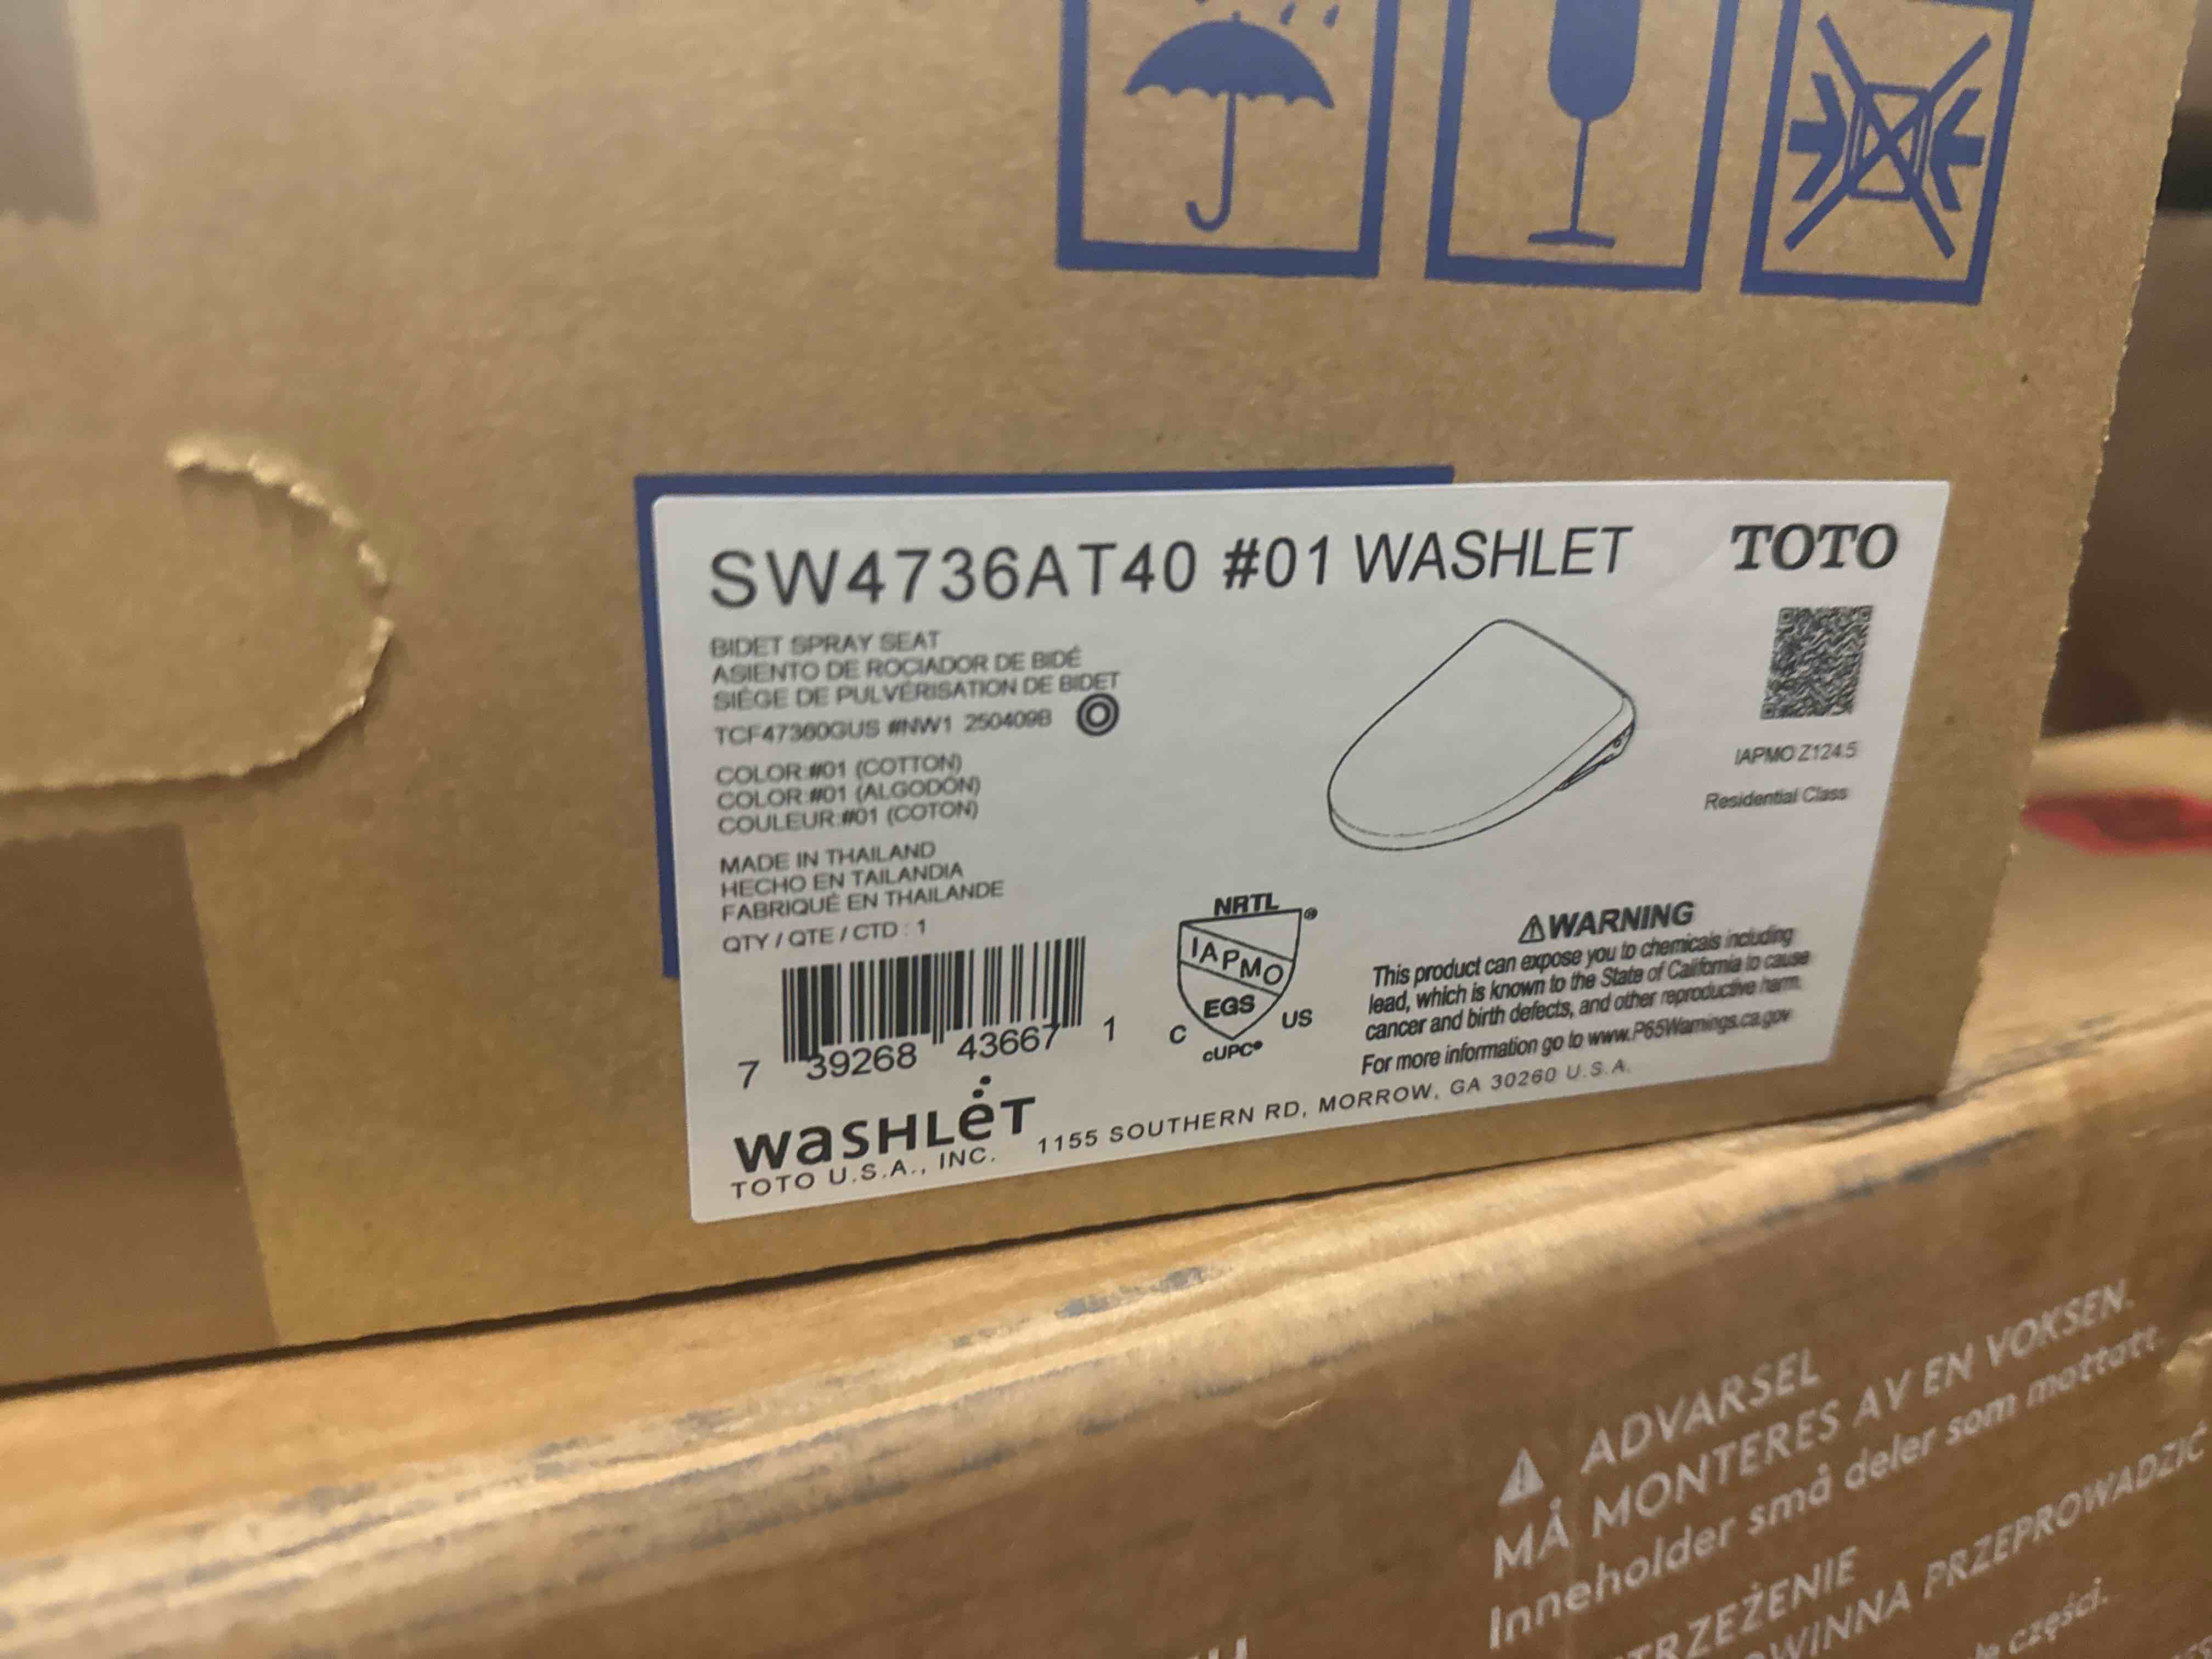 SW4736AT40 #01 WASHLET
TOTO
BIDET SPRAY SEAT
ASIENTO DE ROCIADOR DE BIDÉ
SIÈGE DE PULVÉRISATION DE BIDET
TCF47360GUS #NW1 250409B
COLOR:#01 (COTTON)
COLOR:#01 (ALGODÓN)
COULEUR:#01 (COTON)
MADE IN THAILAND
HECHO EN TAILANDIA
FABRIQUÉ EN THAILANDE
QTY / QTE / CTD : 1
7 39268 43667 1
IAPMO Z124.5
Residential Class
NRTL
IAPMO
EGS
C US
cUPC®
⚠WARNING
This product can expose you to chemicals including
lead, which is known to the State of California to cause
cancer and birth defects, and other reproductive harm.
For more information go to www.P65Warnings.ca.gov
WASHLET
TOTO U.S.A., INC. 1155 SOUTHERN RD, MORROW, GA 30260 U.S.A.
⚠ ADVARSEL
MÅ MONTERES AV EN VOKSEN.
Inneholder små deler som mottatt.
PRZEPROWADZIĆ
części.